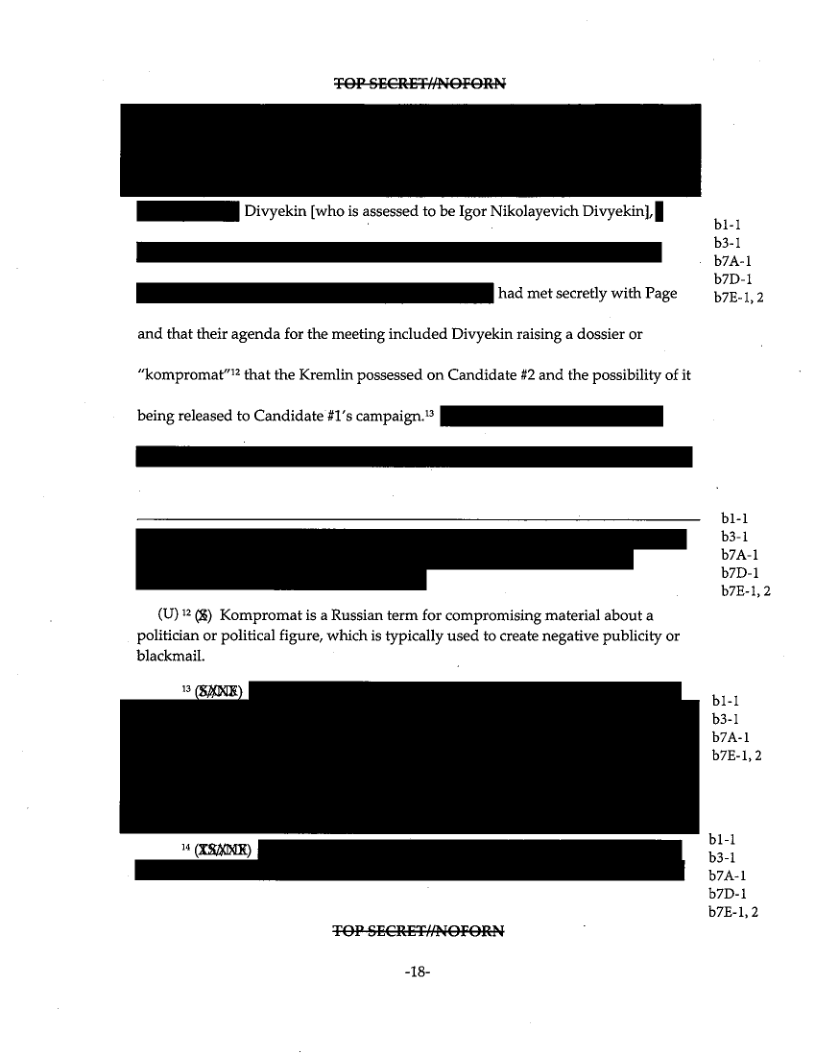 TOP SECRET//NOFORN
Divyekin [who is assessed to be Igor Nikolayevich Divyekin],
b1-1
b3-1
b7A-1
b7D-1
b7E-1, 2
had met secretly with Page
and that their agenda for the meeting included Divyekin raising a dossier or
"kompromat"¹² that the Kremlin possessed on Candidate #2 and the possibility of it
being released to Candidate #1's campaign.¹³
b1-1
b3-1
b7A-1
b7D-1
b7E-1, 2
(U) ¹² (S) Kompromat is a Russian term for compromising material about a
politician or political figure, which is typically used to create negative publicity or
blackmail.
¹³ (S//NF)
b1-1
b3-1
b7A-1
b7E-1, 2
¹⁴ (TS//NF)
b1-1
b3-1
b7A-1
b7D-1
b7E-1, 2
TOP SECRET//NOFORN
-18-